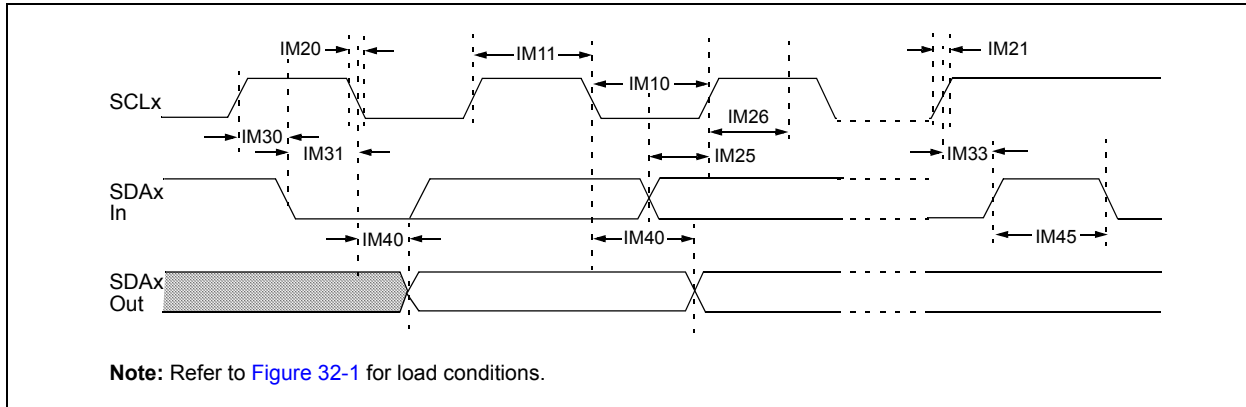 IM20
IM11
IM21
IM10
SCLx
IM26
IM30
IM31
IM33
IM25
SDAx
In
IM40
IM40
IM45
SDAx
Out
Note: Refer to Figure 32-1 for load conditions.